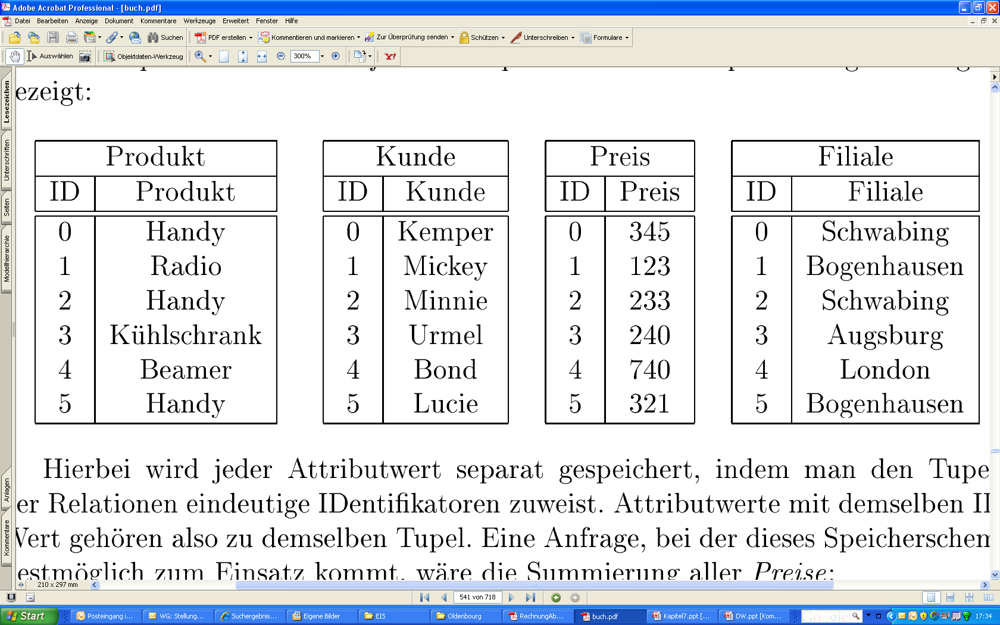 Adobe Acrobat Professional - [buch.pdf]
Datei Bearbeiten Anzeige Dokument Kommentare Werkzeuge Erweitert Fenster Hilfe
Suchen PDF erstellen Kommentieren und markieren Zur Überprüfung senden Schützen Unterschreiben Formulare
Auswählen Objektdaten-Werkzeug 300% Y!
Lesezeichen
Unterschriften
Seiten
Modellhierarchie
Anlagen
Kommentare
ezeigt:
Produkt Kunde Preis Filiale
ID Produkt ID Kunde ID Preis ID Filiale
0 Handy 0 Kemper 0 345 0 Schwabing
1 Radio 1 Mickey 1 123 1 Bogenhausen
2 Handy 2 Minnie 2 233 2 Schwabing
3 Kühlschrank 3 Urmel 3 240 3 Augsburg
4 Beamer 4 Bond 4 740 4 London
5 Handy 5 Lucie 5 321 5 Bogenhausen
Hierbei wird jeder Attributwert separat gespeichert, indem man den Tupe
er Relationen eindeutige IDentifikatoren zuweist. Attributwerte mit demselben I
Wert gehören also zu demselben Tupel. Eine Anfrage, bei der dieses Speicherschem
estmöglich zum Einsatz kommt, wäre die Summierung aller Preise:
210 x 297 mm
541 von 718
Start Posteingang i... WG: Stellung... Suchergebnis... Eigene Bilder EIS Oldenbourg RechnungAb... buch.pdf Kapitel7.ppt [... DW.ppt [Kom... Google 17:34